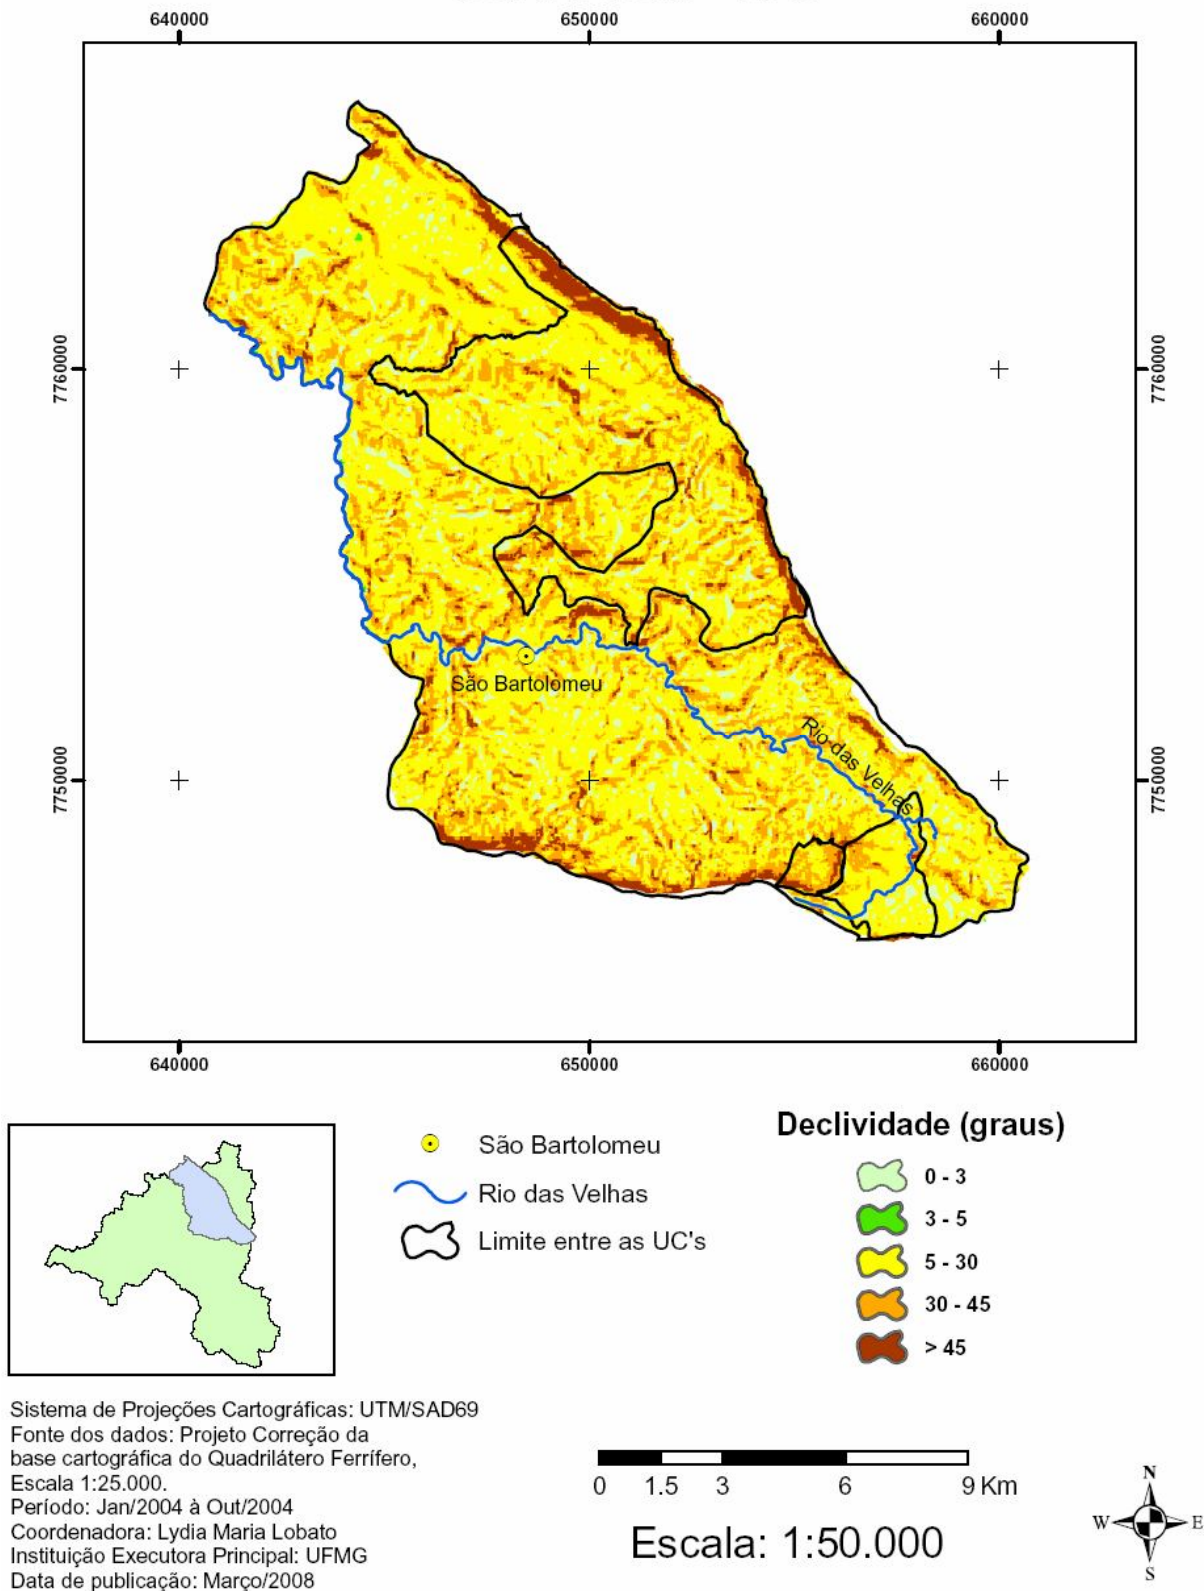 640000
650000
660000
7760000
7760000
São Bartolomeu
Rio das Velhas
7750000
7750000
640000
650000
660000
São Bartolomeu
Rio das Velhas
Limite entre as UC's
Declividade (graus)
0 - 3
3 - 5
5 - 30
30 - 45
> 45
Sistema de Projeções Cartográficas: UTM/SAD69
Fonte dos dados: Projeto Correção da
base cartográfica do Quadrilátero Ferrífero,
Escala 1:25.000.
Período: Jan/2004 à Out/2004
Coordenadora: Lydia Maria Lobato
Instituição Executora Principal: UFMG
Data de publicação: Março/2008
0 1.5 3 6 9 Km
Escala: 1:50.000
N
W E
S